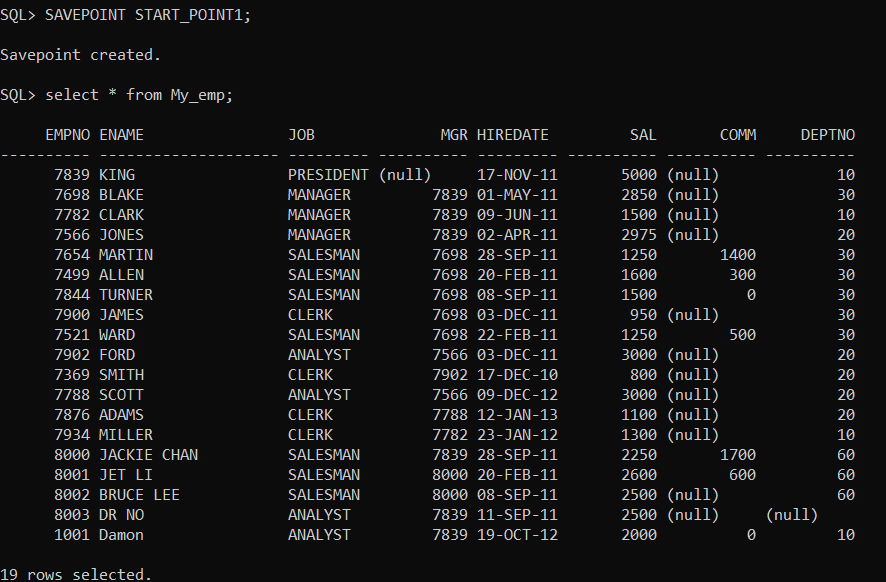 SQL> SAVEPOINT START_POINT1;
Savepoint created.
SQL> select * from My_emp;
     EMPNO ENAME                JOB              MGR HIREDATE         SAL       COMM     DEPTNO
---------- -------------------- --------- ---------- --------- ---------- ---------- ----------
      7839 KING                 PRESIDENT (null)     17-NOV-11       5000 (null)             10
      7698 BLAKE                MANAGER         7839 01-MAY-11       2850 (null)             30
      7782 CLARK                MANAGER         7839 09-JUN-11       1500 (null)             10
      7566 JONES                MANAGER         7839 02-APR-11       2975 (null)             20
      7654 MARTIN               SALESMAN        7698 28-SEP-11       1250       1400         30
      7499 ALLEN                SALESMAN        7698 20-FEB-11       1600        300         30
      7844 TURNER               SALESMAN        7698 08-SEP-11       1500          0         30
      7900 JAMES                CLERK           7698 03-DEC-11        950 (null)             30
      7521 WARD                 SALESMAN        7698 22-FEB-11       1250        500         30
      7902 FORD                 ANALYST         7566 03-DEC-11       3000 (null)             20
      7369 SMITH                CLERK           7902 17-DEC-10        800 (null)             20
      7788 SCOTT                ANALYST         7566 09-DEC-12       3000 (null)             20
      7876 ADAMS                CLERK           7788 12-JAN-13       1100 (null)             20
      7934 MILLER               CLERK           7782 23-JAN-12       1300 (null)             10
      8000 JACKIE CHAN          SALESMAN        7839 28-SEP-11       2250       1700         60
      8001 JET LI               SALESMAN        8000 20-FEB-11       2600        600         60
      8002 BRUCE LEE            SALESMAN        8000 08-SEP-11       2500 (null)             60
      8003 DR NO                ANALYST         7839 11-SEP-11       2500 (null)     (null)
      1001 Damon                ANALYST         7839 19-OCT-12       2000          0         10
19 rows selected.